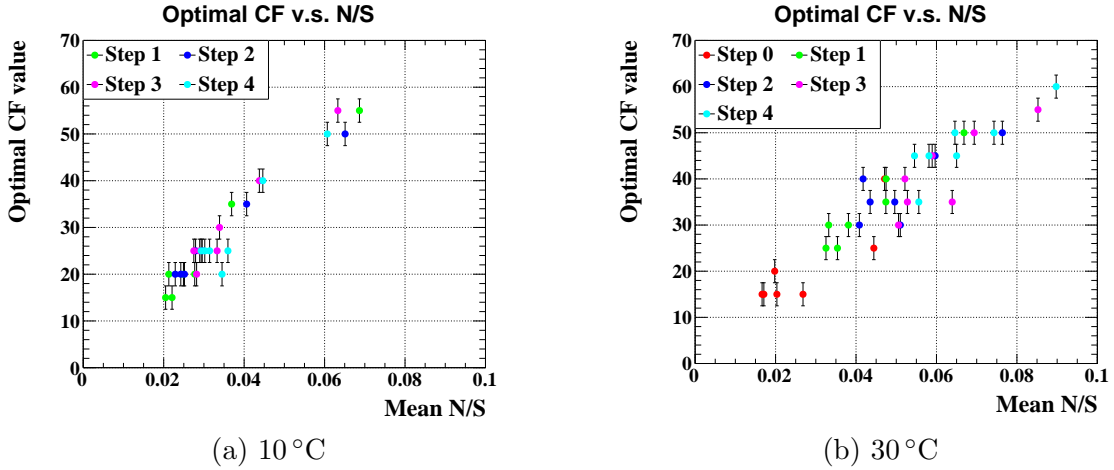 Optimal CF v.s. N/S
Optimal CF value
70
60
50
40
30
20
10
0
Step 1 Step 2
Step 3 Step 4
0 0.02 0.04 0.06 0.08 0.1
Mean N/S
(a) 10 °C
Optimal CF v.s. N/S
Optimal CF value
70
60
50
40
30
20
10
0
Step 0 Step 1
Step 2 Step 3
Step 4
0 0.02 0.04 0.06 0.08 0.1
Mean N/S
(b) 30 °C